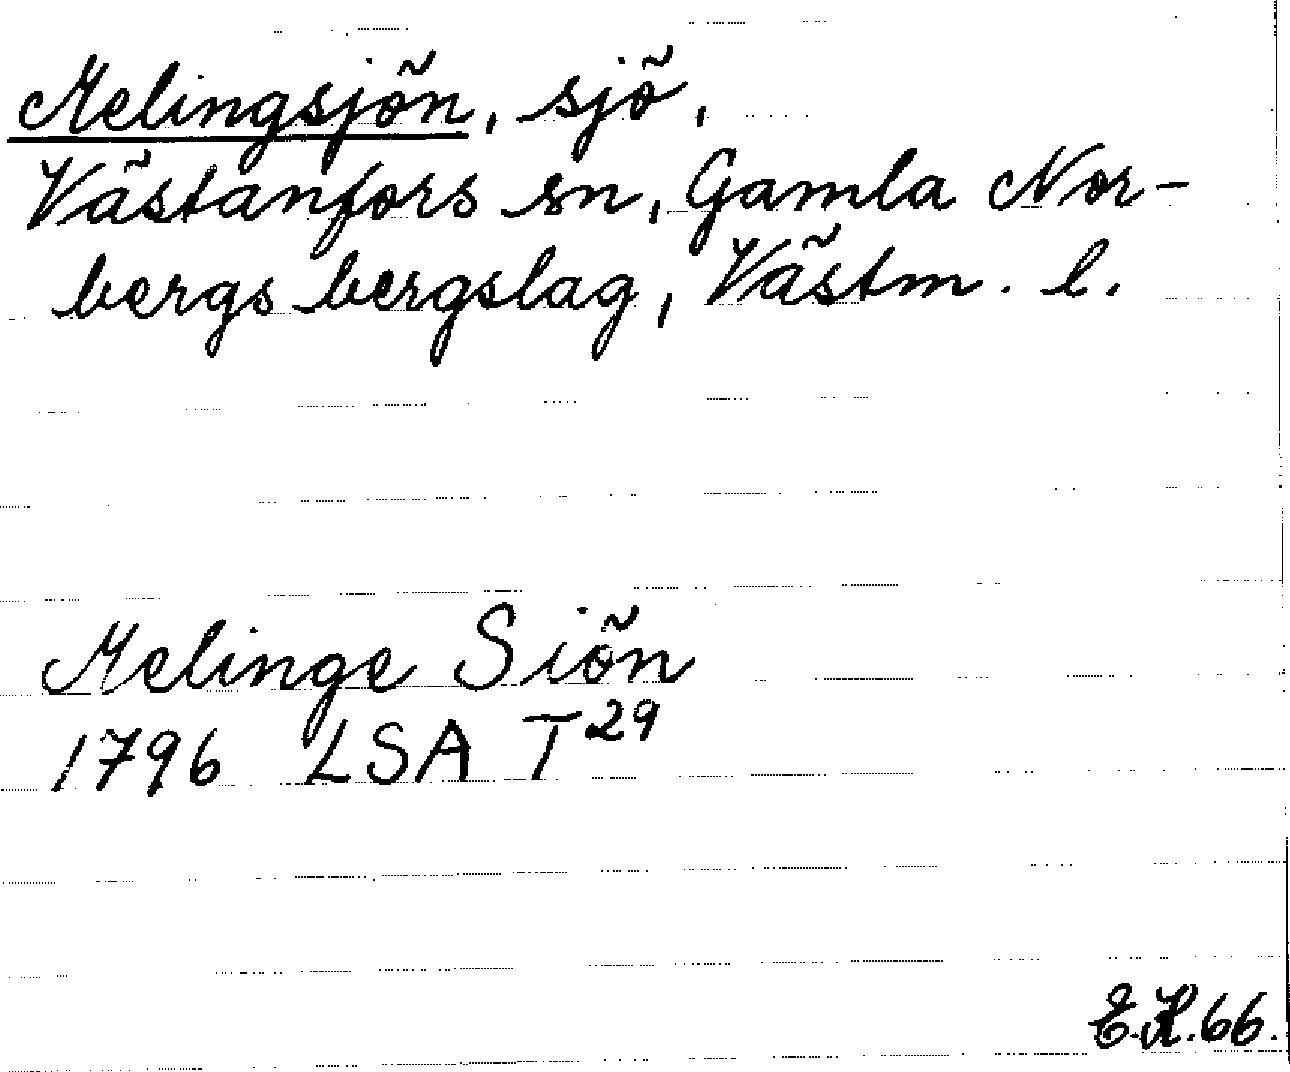 Melingsjön, sjö,
Västanfors sn, Gamla Nor-
bergs bergslag, Västm. l.
Melinge Siön
1796 LSA T29
E.H.66.